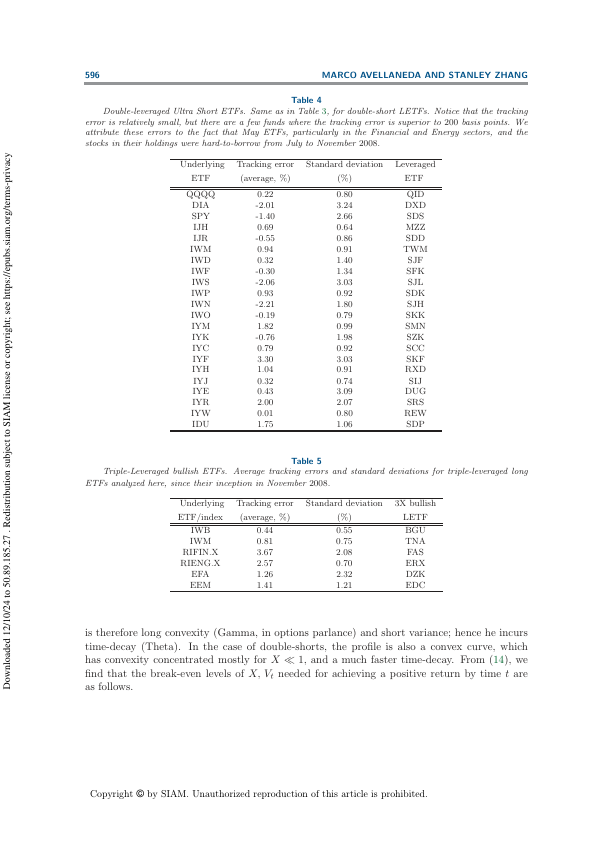 596
MARCO AVELLANEDA AND STANLEY ZHANG
Table 4
Double-leveraged Ultra Short ETFs. Same as in Table 3, for double-short LETFs. Notice that the tracking
error is relatively small, but there are a few funds where the tracking error is superior to 200 basis points. We
attribute these errors to the fact that May ETFs, particularly in the Financial and Energy sectors, and the
stocks in their holdings were hard-to-borrow from July to November 2008.
Underlying Tracking error Standard deviation Leveraged
ETF (average, %) (%) ETF
QQQQ 0.22 0.80 QID
DIA -2.01 3.24 DXD
SPY -1.40 2.66 SDS
IJH 0.69 0.64 MZZ
IJR -0.55 0.86 SDD
IWM 0.94 0.91 TWM
IWD 0.32 1.40 SJF
IWF -0.30 1.34 SFK
IWS -2.06 3.03 SJL
IWP 0.93 0.92 SDK
IWN -2.21 1.80 SJH
IWO -0.19 0.79 SKK
IYM 1.82 0.99 SMN
IYK -0.76 1.98 SZK
IYC 0.79 0.92 SCC
IYF 3.30 3.03 SKF
IYH 1.04 0.91 RXD
IYJ 0.32 0.74 SIJ
IYE 0.43 3.09 DUG
IYR 2.00 2.07 SRS
IYW 0.01 0.80 REW
IDU 1.75 1.06 SDP
Table 5
Triple-Leveraged bullish ETFs. Average tracking errors and standard deviations for triple-leveraged long
ETFs analyzed here, since their inception in November 2008.
Underlying Tracking error Standard deviation 3X bullish
ETF/index (average, %) (%) LETF
IWB 0.44 0.55 BGU
IWM 0.81 0.75 TNA
RIFIN.X 3.67 2.08 FAS
RIENG.X 2.57 0.70 ERX
EFA 1.26 2.32 DZK
EEM 1.41 1.21 EDC
is therefore long convexity (Gamma, in options parlance) and short variance; hence he incurs
time-decay (Theta). In the case of double-shorts, the profile is also a convex curve, which
has convexity concentrated mostly for X ≪ 1, and a much faster time-decay. From (14), we
find that the break-even levels of X, V_t needed for achieving a positive return by time t are
as follows.
Copyright © by SIAM. Unauthorized reproduction of this article is prohibited.
Downloaded 12/10/24 to 50.89.185.27 . Redistribution subject to SIAM license or copyright; see https://epubs.siam.org/terms-privacy